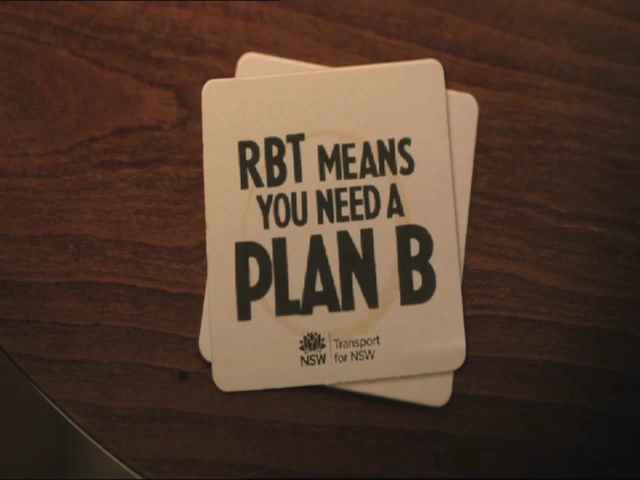 RBT MEANS
YOU NEED A
PLAN B
NSW
Transport
for NSW